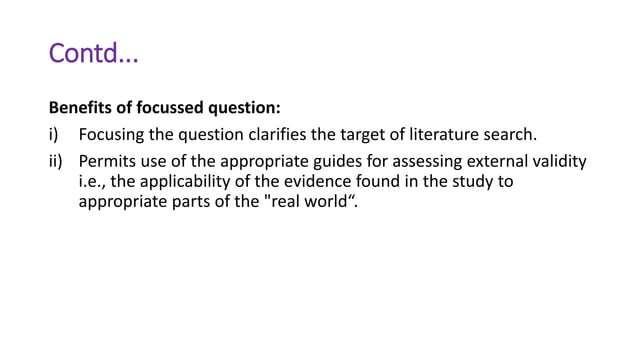 Contd...
Benefits of focussed question:
i) Focusing the question clarifies the target of literature search.
ii) Permits use of the appropriate guides for assessing external validity
i.e., the applicability of the evidence found in the study to
appropriate parts of the "real world“.